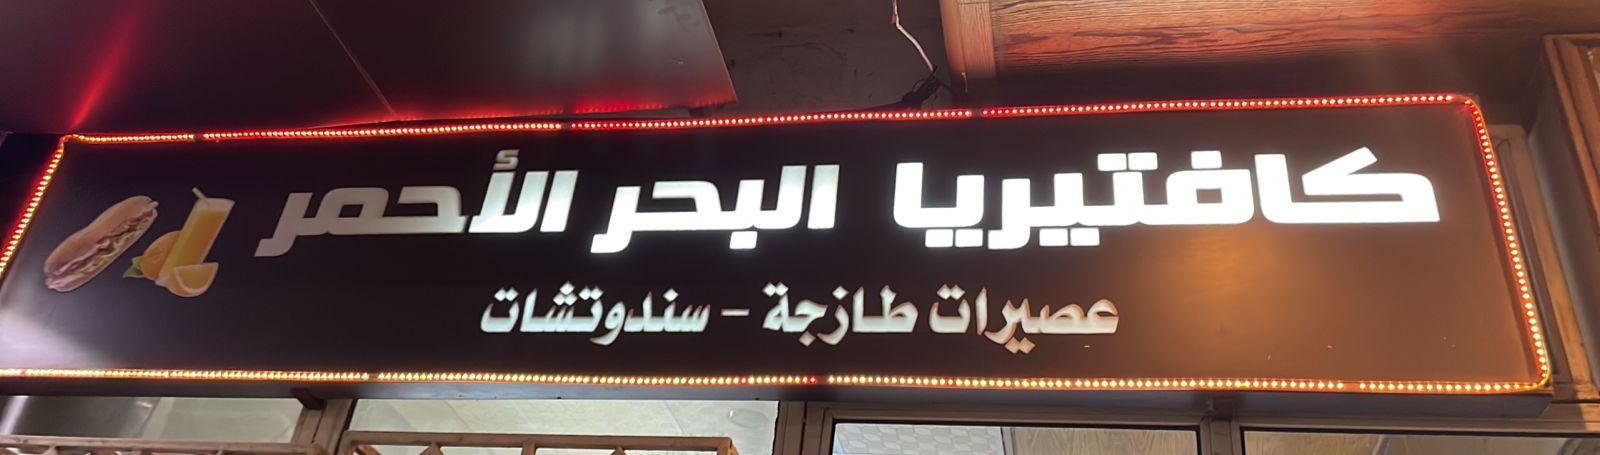 كافتيريا البحر الأحمر
عصيرات طازجة - سندوتشات